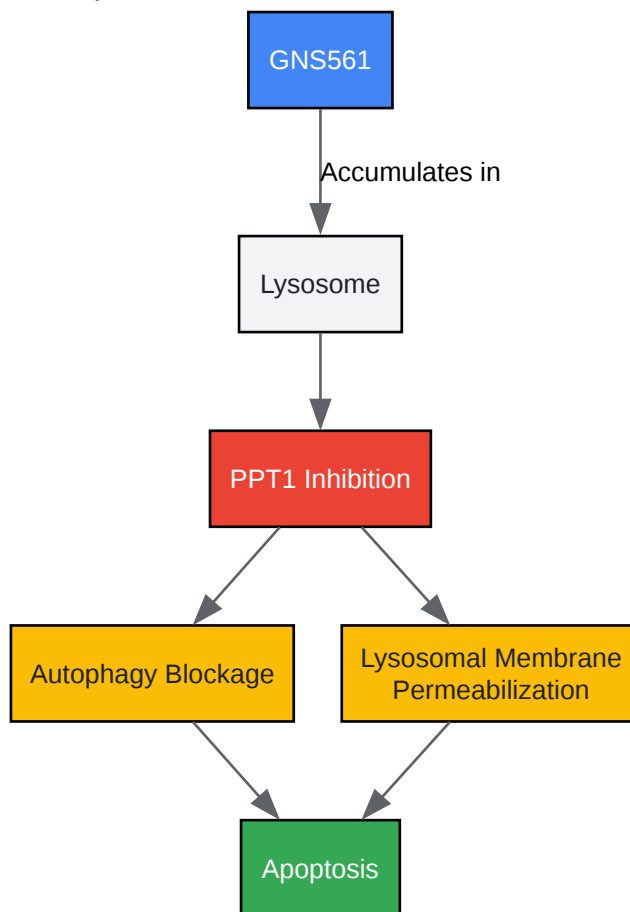 GNS561
Accumulates in
Lysosome
PPT1 Inhibition
Autophagy Blockage
Lysosomal Membrane
Permeabilization
Apoptosis